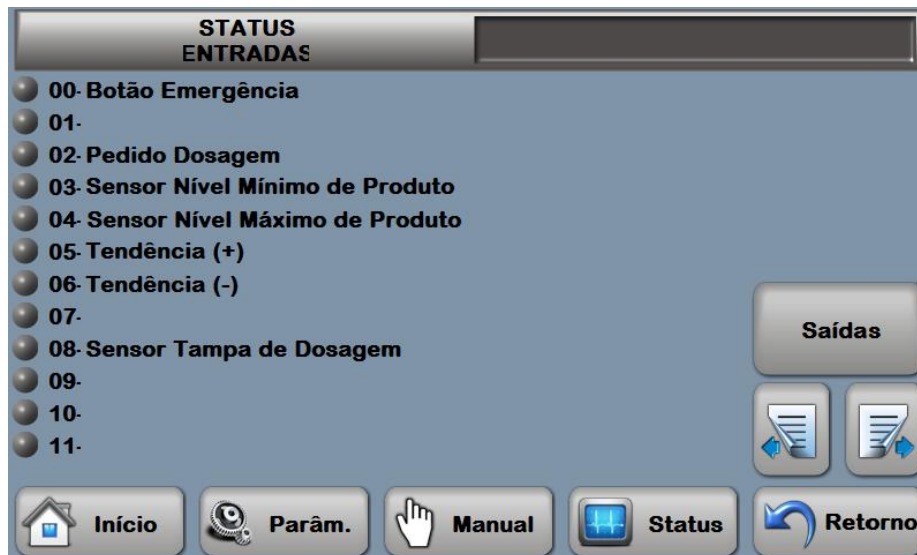 STATUS
ENTRADAS
00- Botão Emergência
01-
02- Pedido Dosagem
03- Sensor Nível Mínimo de Produto
04- Sensor Nível Máximo de Produto
05- Tendência (+)
06- Tendência (-)
07-
08- Sensor Tampa de Dosagem
09-
10-
11-
Saídas
Início
Parâm.
Manual
Status
Retorno